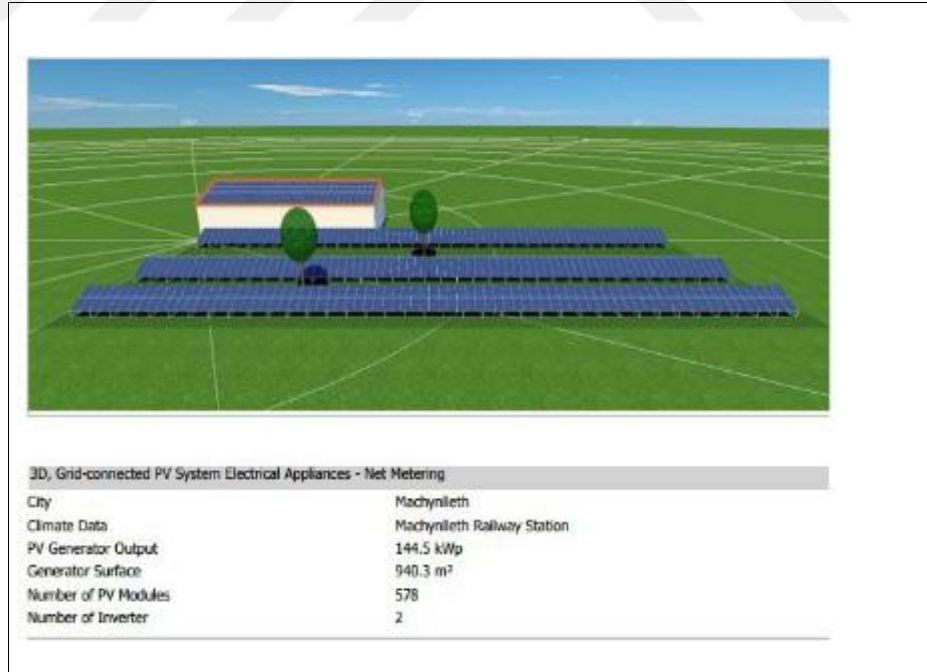 3D, Grid-connected PV System Electrical Appliances - Net Metering
City Machynlleth
Climate Data Machynlleth Railway Station
PV Generator Output 144.5 kWp
Generator Surface 940.3 m²
Number of PV Modules 578
Number of Inverter 2